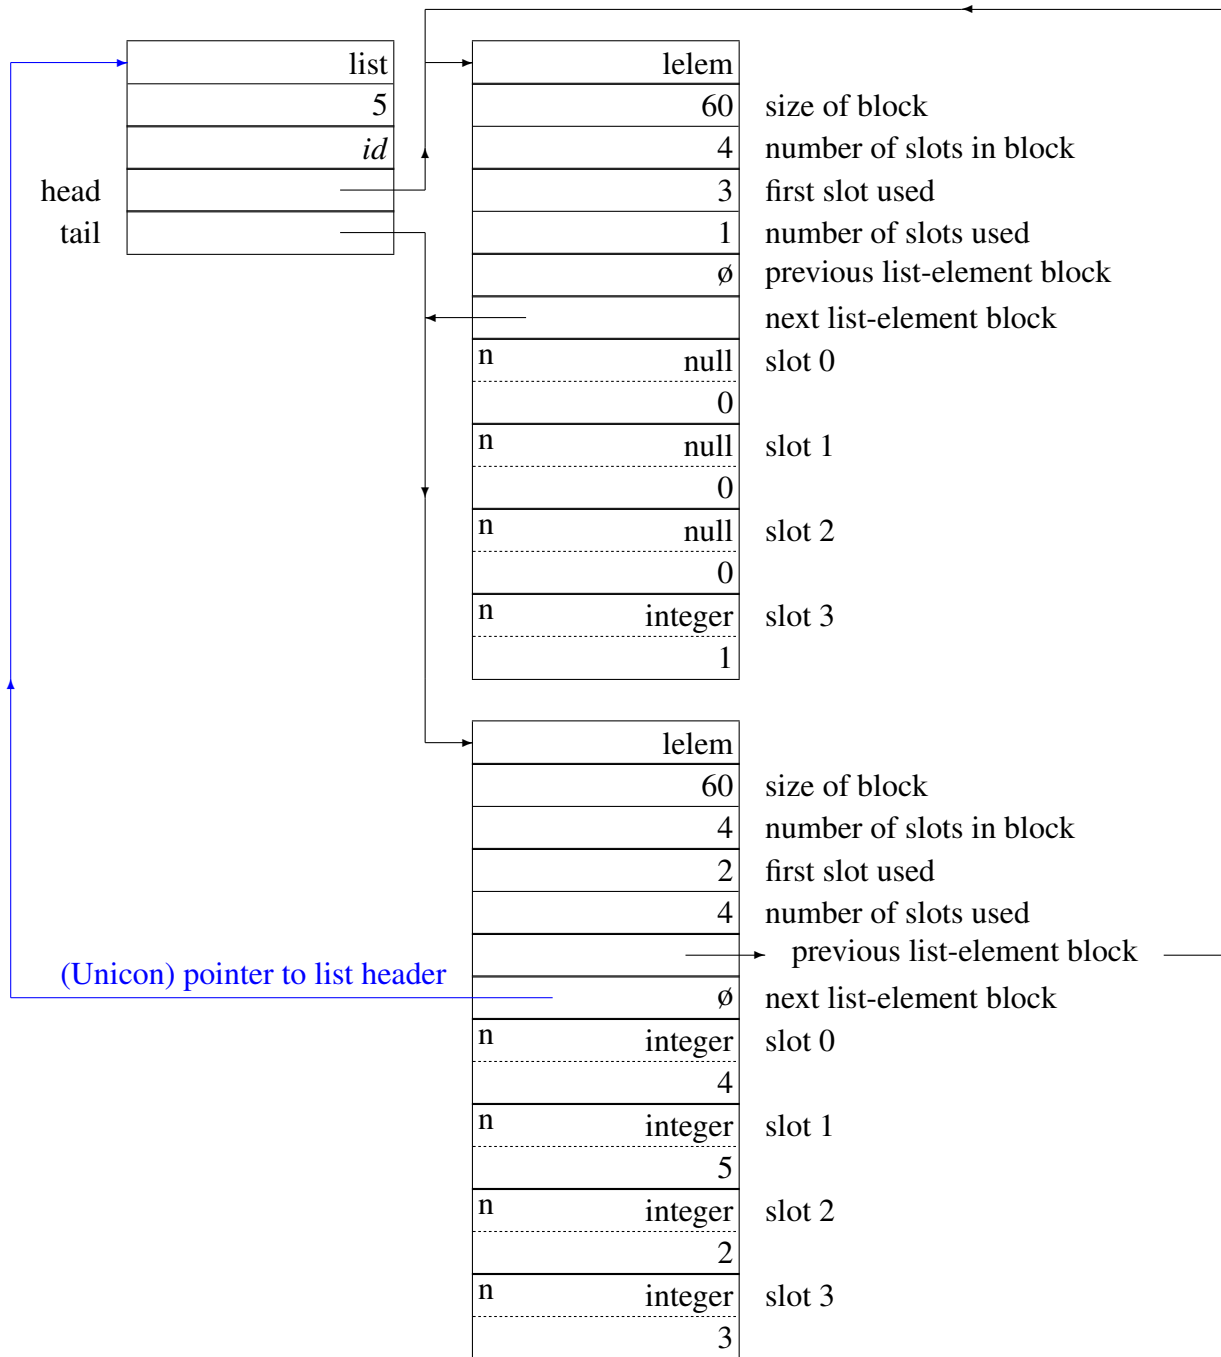 list
5
id
head
tail
lelem
60 size of block
4 number of slots in block
3 first slot used
1 number of slots used
ø previous list-element block
next list-element block
n null slot 0
0
n null slot 1
0
n null slot 2
0
n integer slot 3
1
lelem
60 size of block
4 number of slots in block
2 first slot used
4 number of slots used
previous list-element block
(Unicon) pointer to list header
ø next list-element block
n integer slot 0
4
n integer slot 1
5
n integer slot 2
2
n integer slot 3
3